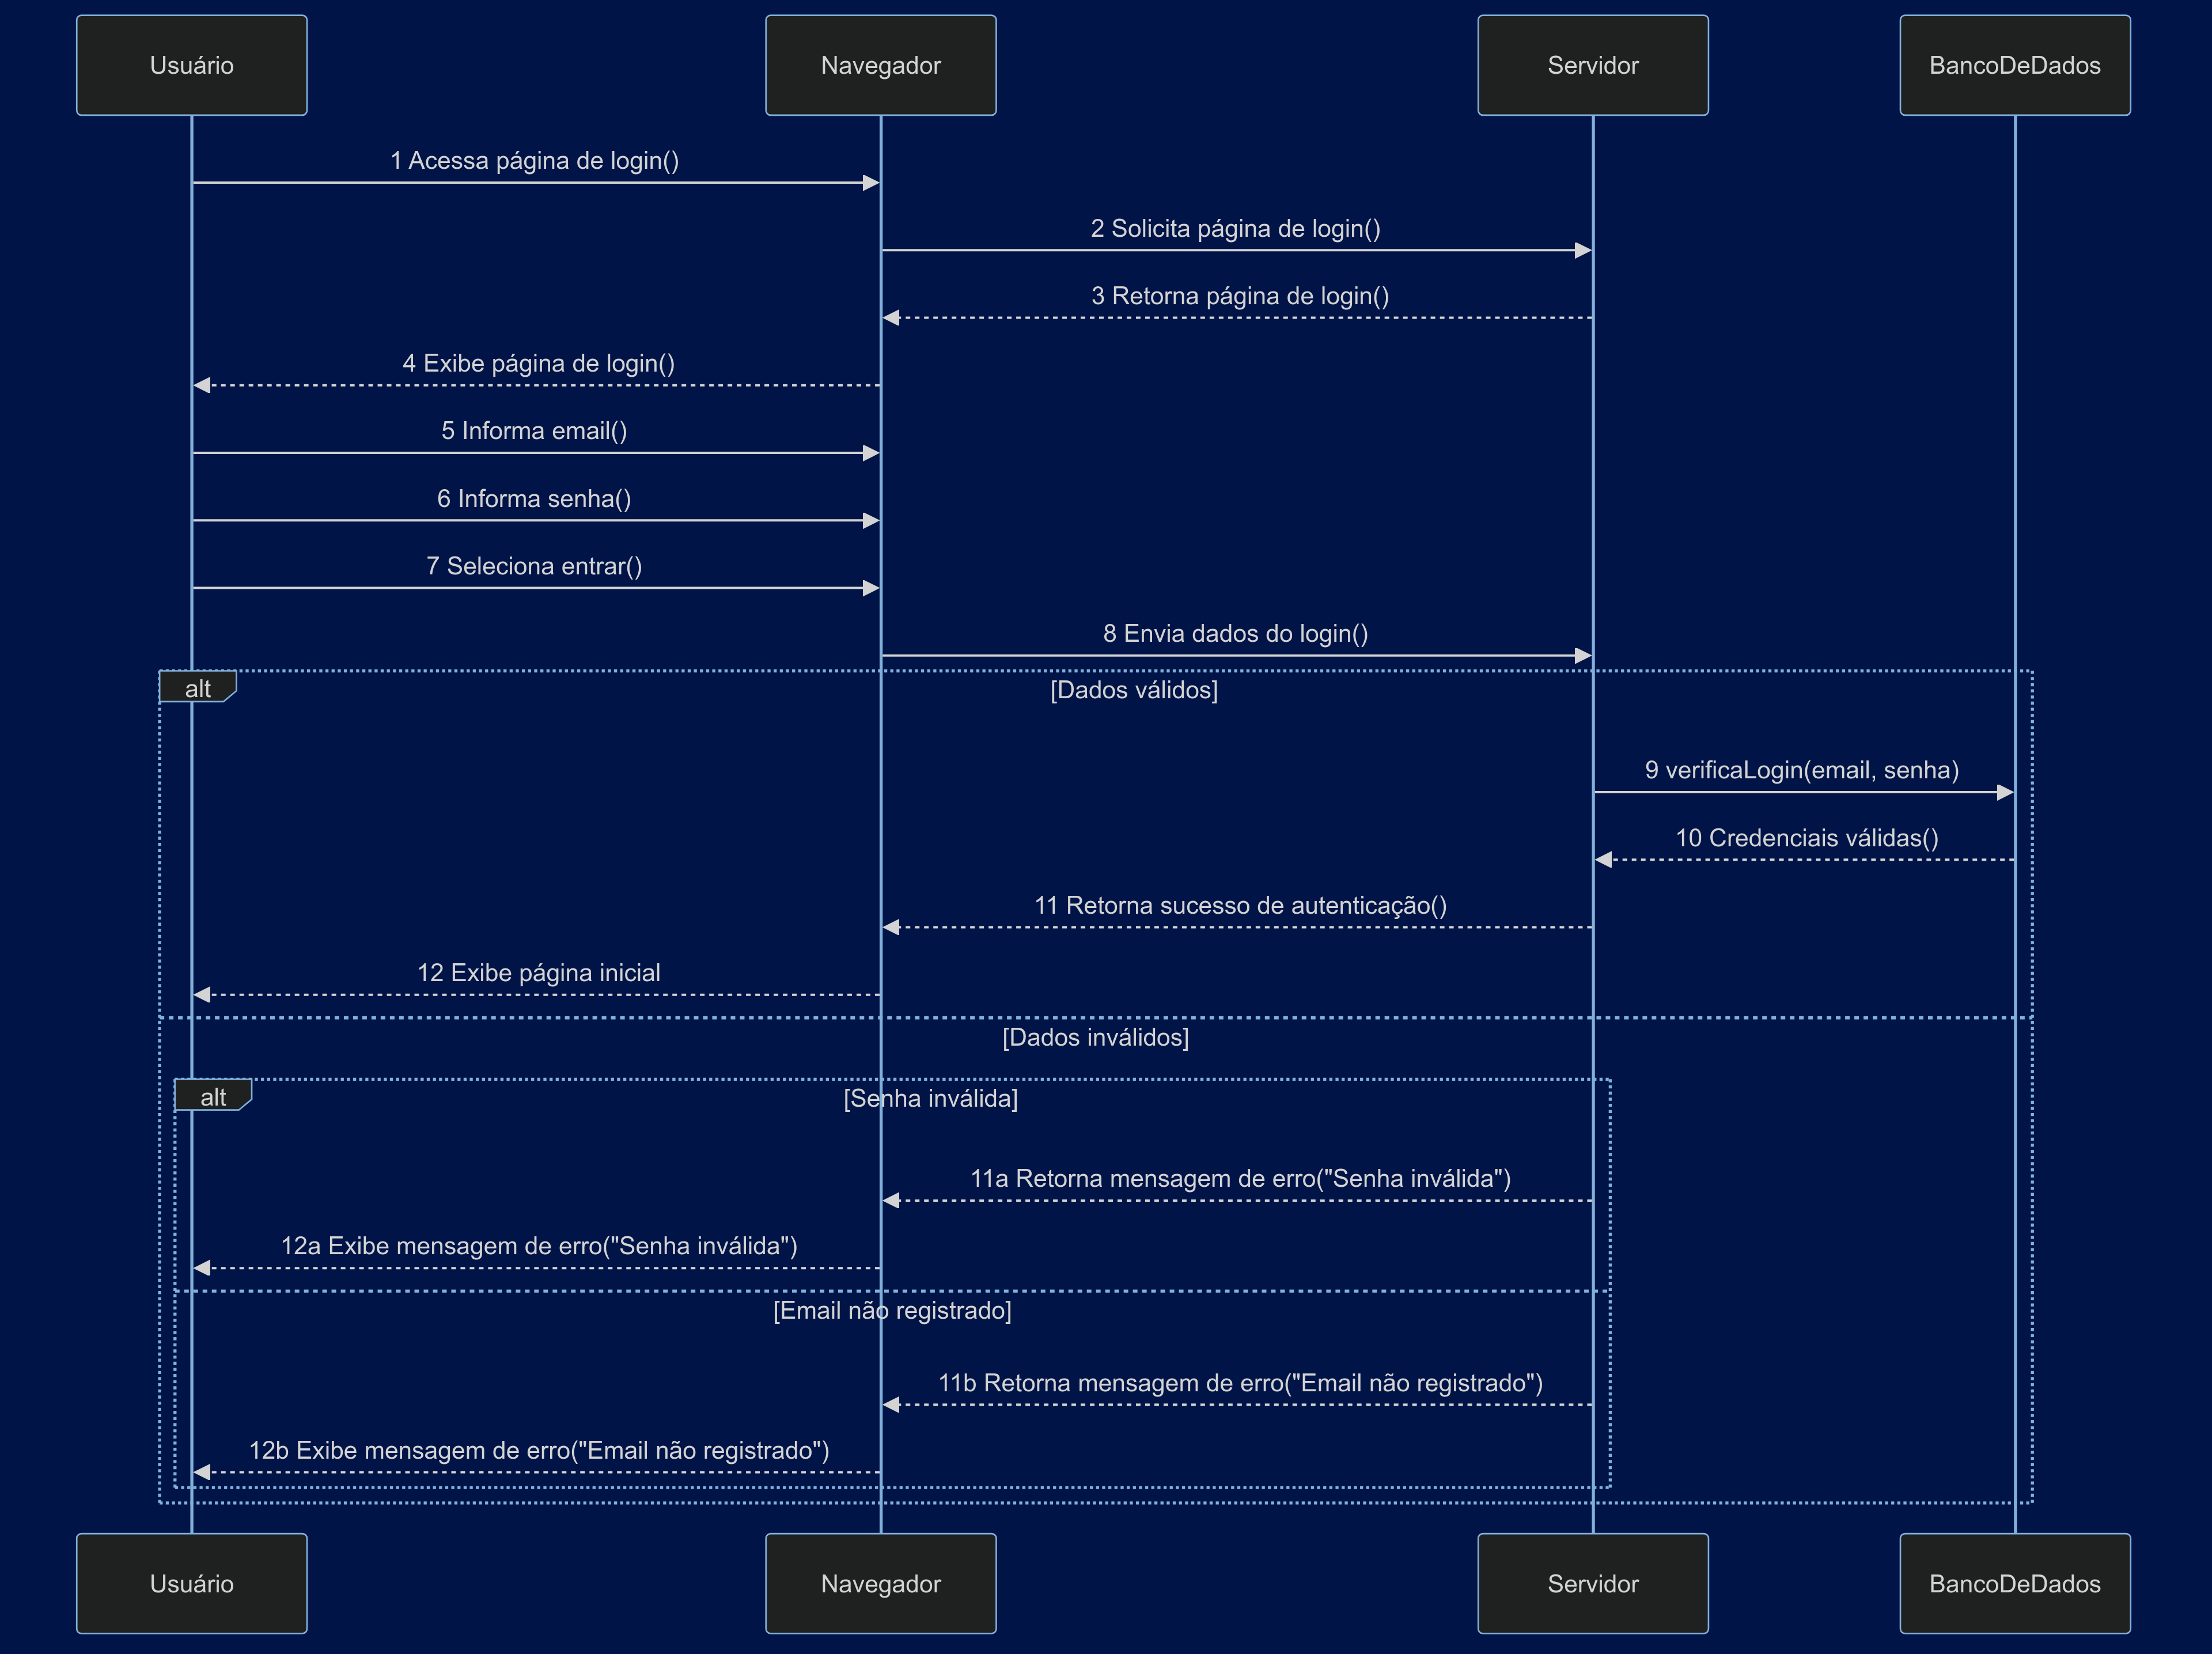 Usuário
Navegador
Servidor
BancoDeDados
1 Acessa página de login()
2 Solicita página de login()
3 Retorna página de login()
4 Exibe página de login()
5 Informa email()
6 Informa senha()
7 Seleciona entrar()
8 Envia dados do login()
alt
[Dados válidos]
9 verificaLogin(email, senha)
10 Credenciais válidas()
11 Retorna sucesso de autenticação()
12 Exibe página inicial
[Dados inválidos]
alt
[Senha inválida]
11a Retorna mensagem de erro("Senha inválida")
12a Exibe mensagem de erro("Senha inválida")
[Email não registrado]
11b Retorna mensagem de erro("Email não registrado")
12b Exibe mensagem de erro("Email não registrado")
Usuário
Navegador
Servidor
BancoDeDados